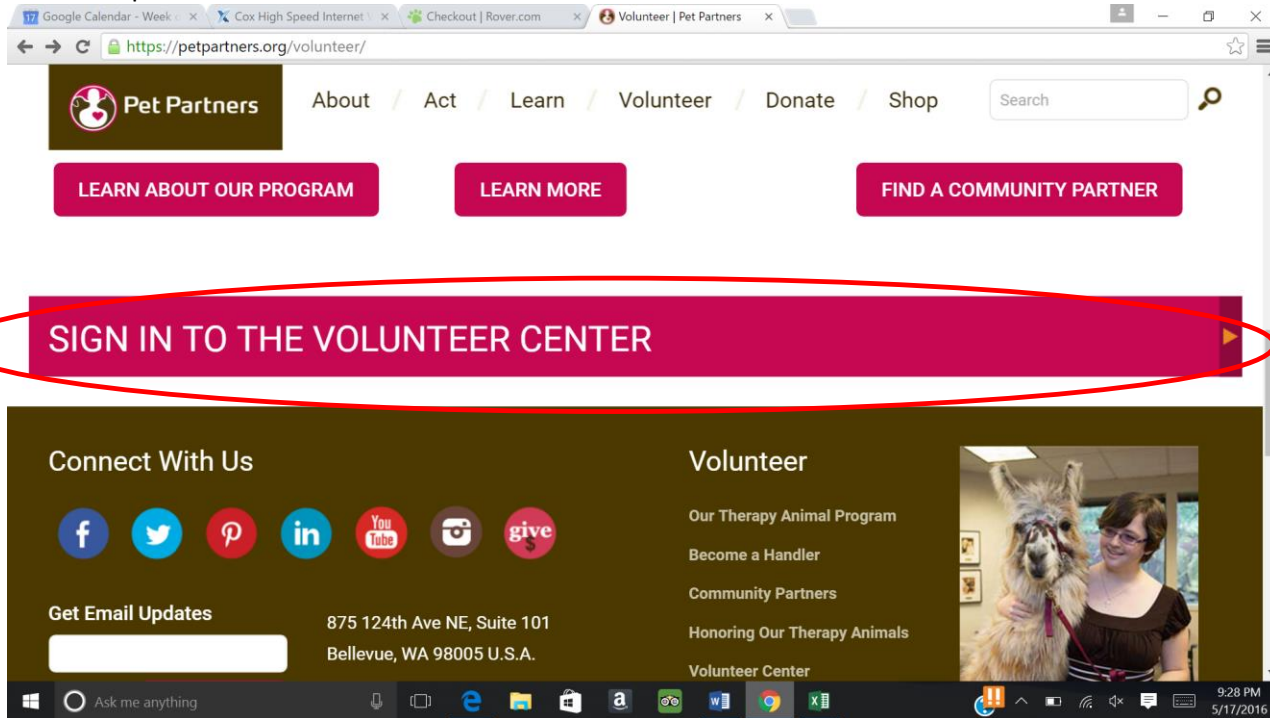 Google Calendar - Week
Cox High Speed Internet
Checkout | Rover.com
Volunteer | Pet Partners
https://petpartners.org/volunteer/
Pet Partners
About / Act / Learn / Volunteer / Donate / Shop
Search
LEARN ABOUT OUR PROGRAM
LEARN MORE
FIND A COMMUNITY PARTNER
SIGN IN TO THE VOLUNTEER CENTER
Connect With Us
You
Tube
give
$
Get Email Updates
875 124th Ave NE, Suite 101
Bellevue, WA 98005 U.S.A.
Volunteer
Our Therapy Animal Program
Become a Handler
Community Partners
Honoring Our Therapy Animals
Volunteer Center
Ask me anything
9:28 PM
5/17/2016